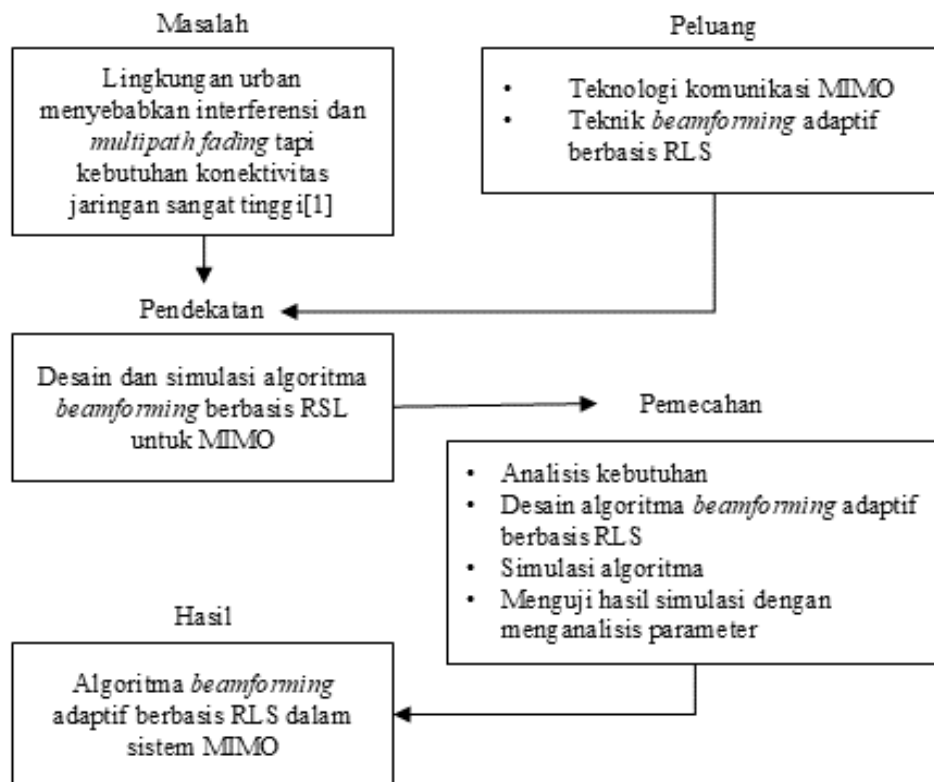 Masalah
Lingkungan urban
menyebabkan interferensi dan
multipath fading tapi
kebutuhan konektivitas
jaringan sangat tinggi[1]
Peluang
• Teknologi komunikasi MIMO
• Teknik beamforming adaptif
berbasis RLS
Pendekatan
Desain dan simulasi algoritma
beamforming berbasis RSL
untuk MIMO
Pemecahan
• Analisis kebutuhan
• Desain algoritma beamforming adaptif
berbasis RLS
• Simulasi algoritma
• Menguji hasil simulasi dengan
menganalisis parameter
Hasil
Algoritma beamforming
adaptif berbasis RLS dalam
sistem MIMO